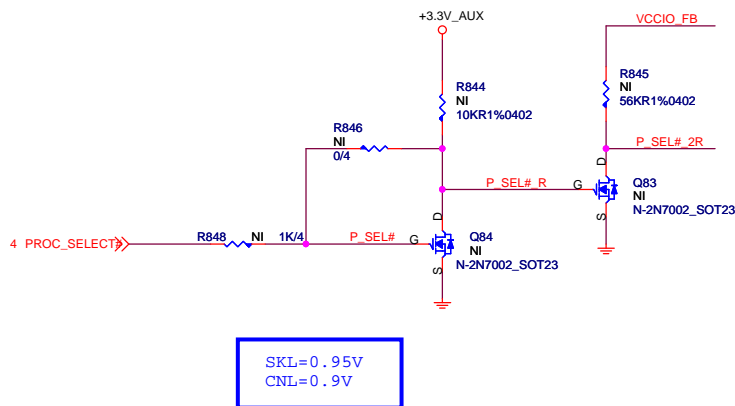 +3.3V_AUX
VCCIO_FB
R844
NI
10KR1%0402
R845
NI
56KR1%0402
R846
NI
0/4
P_SEL#_2R
P_SEL#_R
G
D
S
Q83
NI
N-2N7002_SOT23
4 PROC_SELECT#
R848
NI
1K/4
P_SEL#
G
D
S
Q84
NI
N-2N7002_SOT23
SKL=0.95V
CNL=0.9V